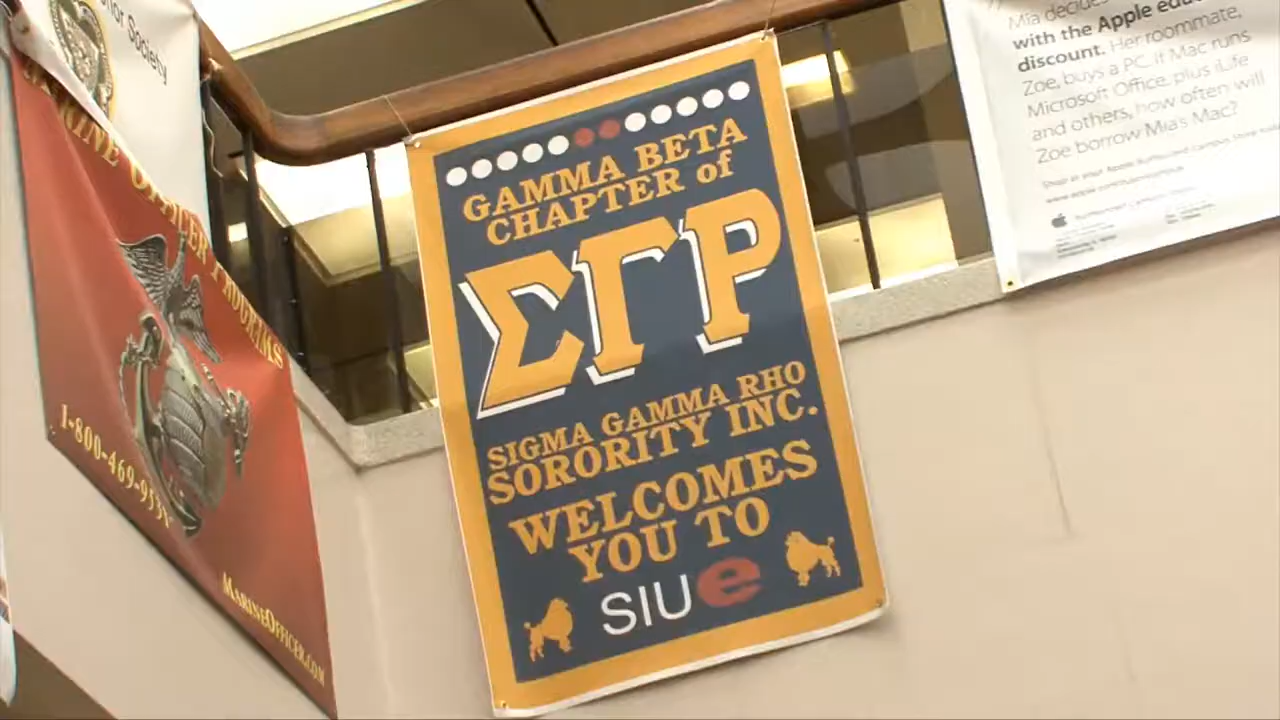 nor Society
MARINE OFFICER PROGRAMS
1-800-469-953
MARINEOFFICER.COM
GAMMA BETA
CHAPTER of
ΣΓΡ
SIGMA GAMMA RHO
SORORITY INC.
WELCOMES
YOU TO
SIUe
Mia decides
with the Apple edu
discount. Her roommate,
Zoe, buys a PC. If Mac runs
Microsoft Office, plus iLife
and others, how often will
Zoe borrow Mia's Mac?